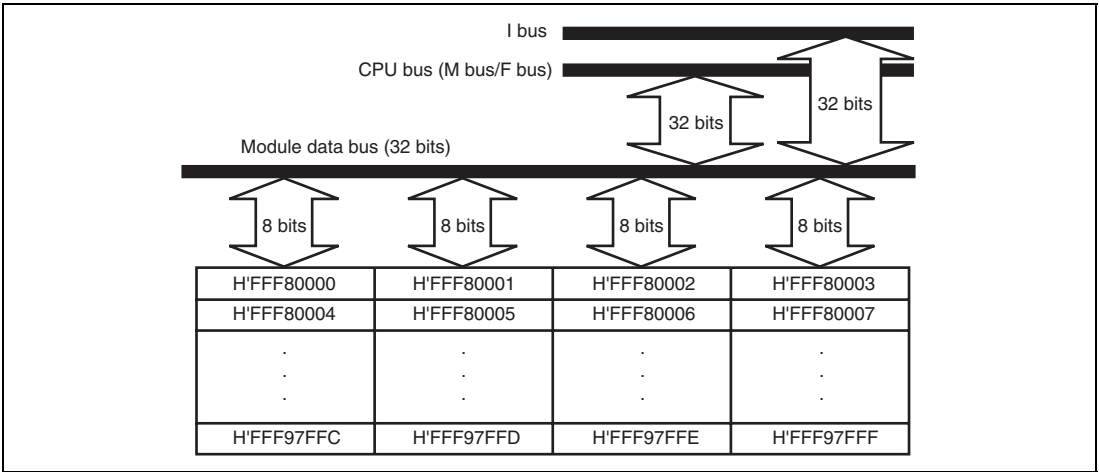 I bus
CPU bus (M bus/F bus)
32 bits
32 bits
Module data bus (32 bits)
8 bits 8 bits 8 bits 8 bits
H'FFF80000 H'FFF80001 H'FFF80002 H'FFF80003
H'FFF80004 H'FFF80005 H'FFF80006 H'FFF80007
. . . .
. . . .
. . . .
H'FFF97FFC H'FFF97FFD H'FFF97FFE H'FFF97FFF